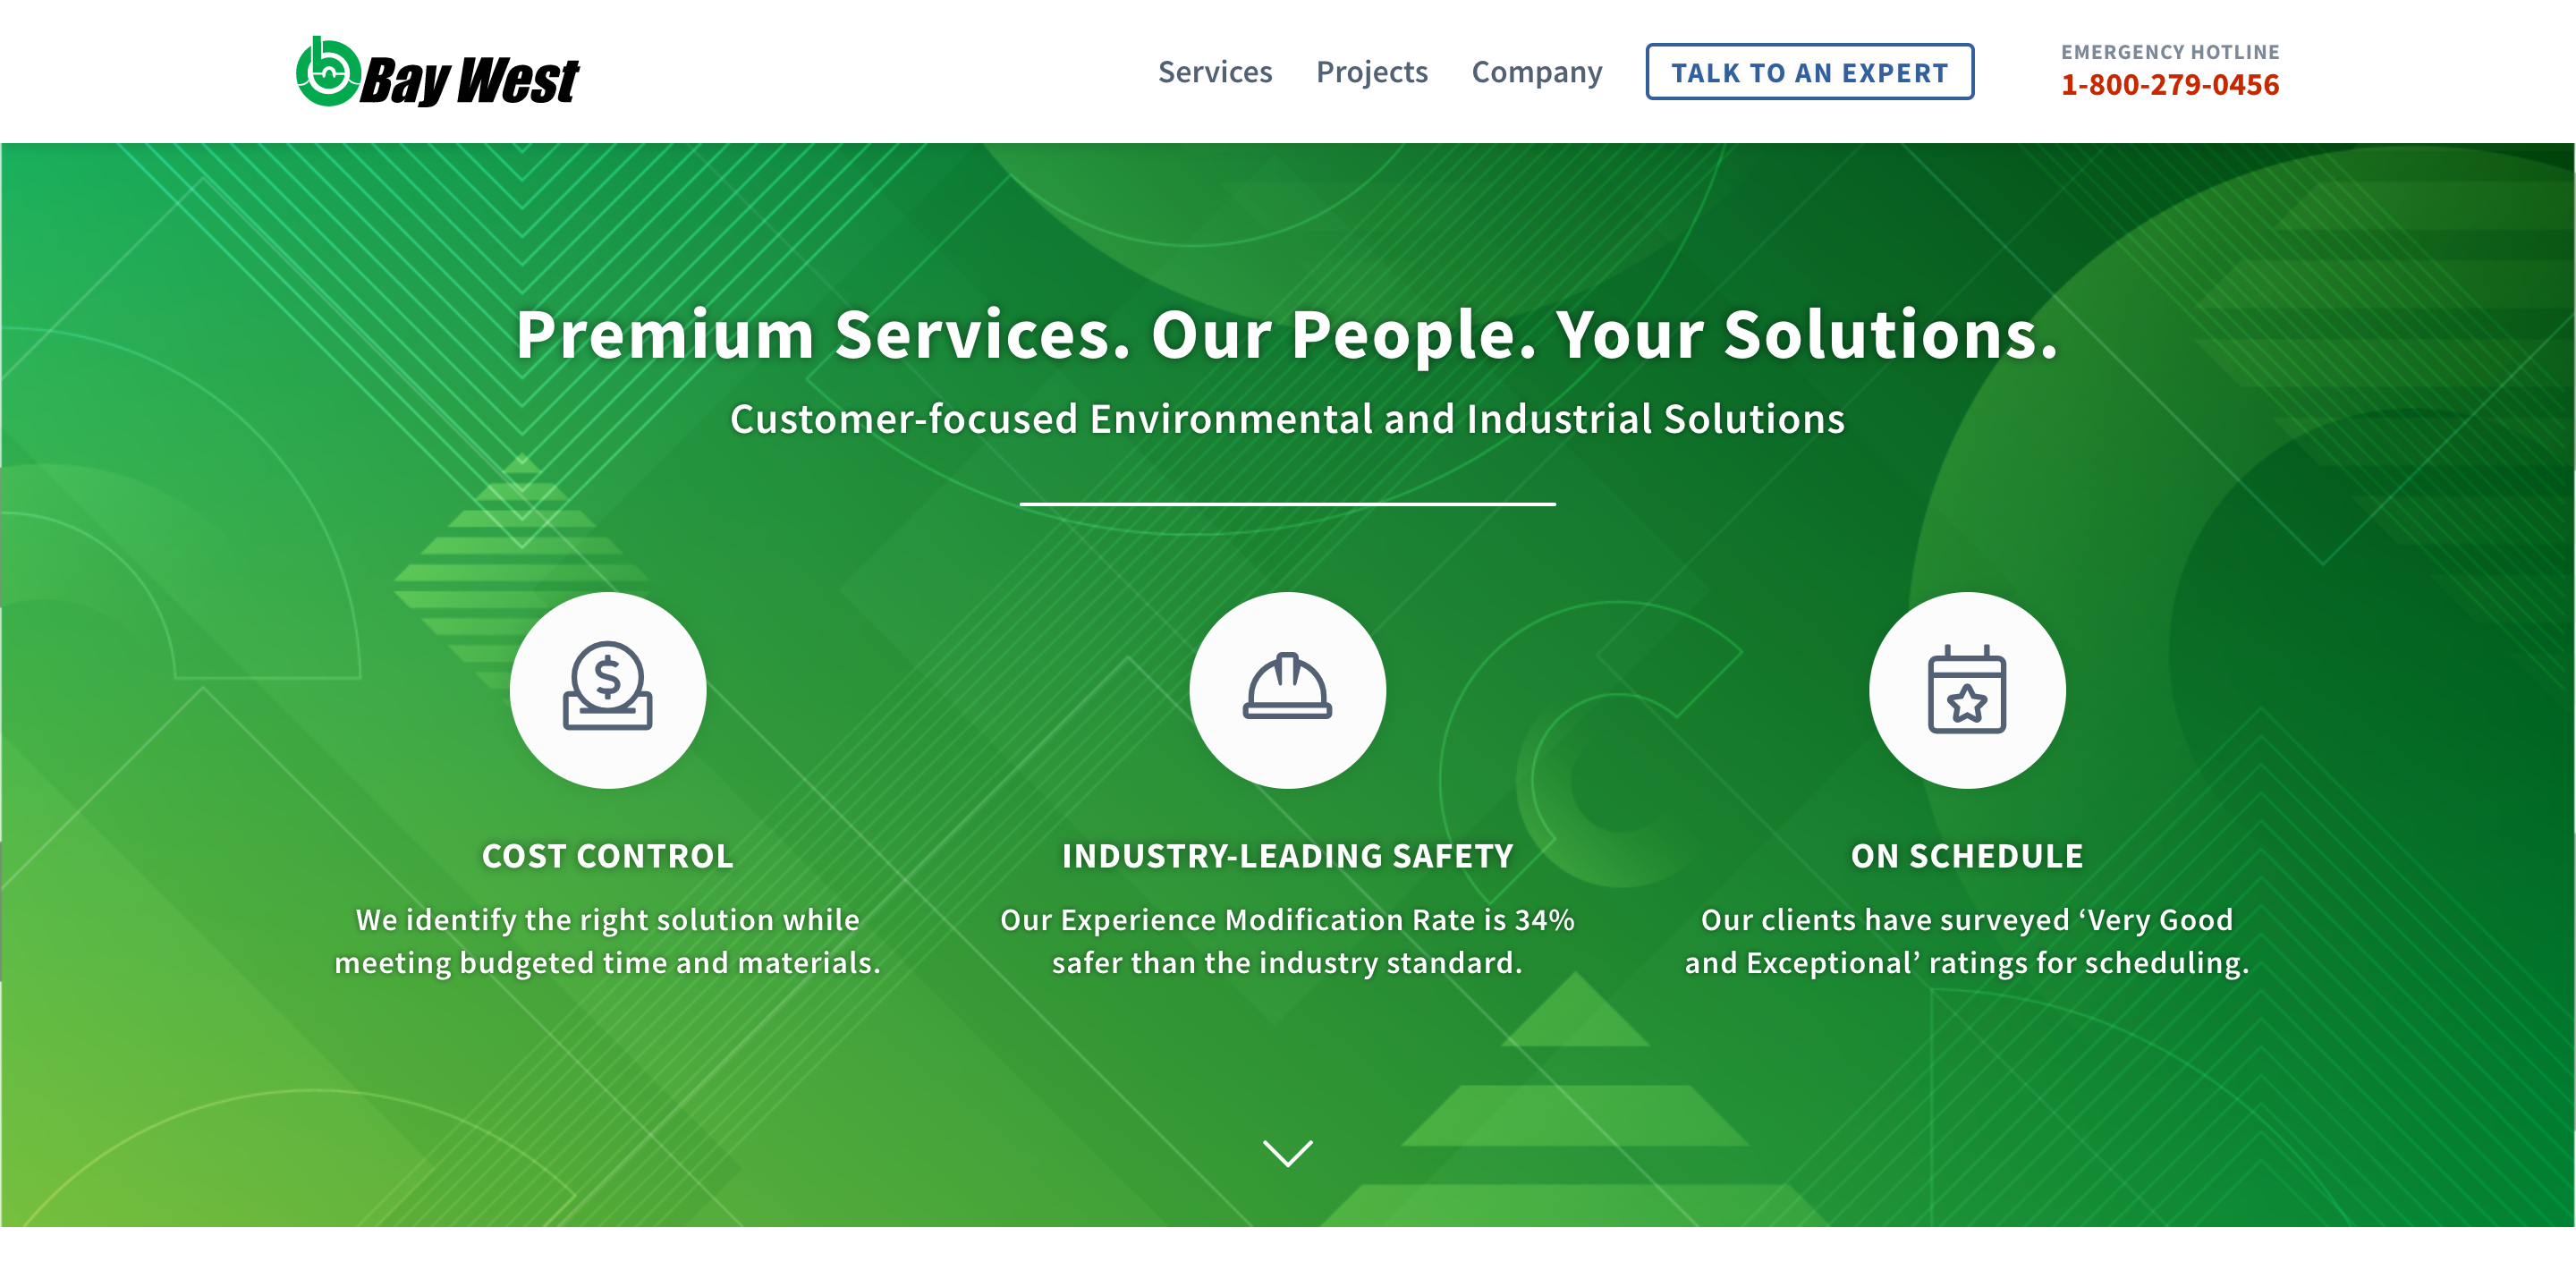 Bay West
Services
Projects
Company
TALK TO AN EXPERT
EMERGENCY HOTLINE
1-800-279-0456
Premium Services. Our People. Your Solutions.
Customer-focused Environmental and Industrial Solutions
COST CONTROL
We identify the right solution while
meeting budgeted time and materials.
INDUSTRY-LEADING SAFETY
Our Experience Modification Rate is 34%
safer than the industry standard.
ON SCHEDULE
Our clients have surveyed ‘Very Good
and Exceptional’ ratings for scheduling.